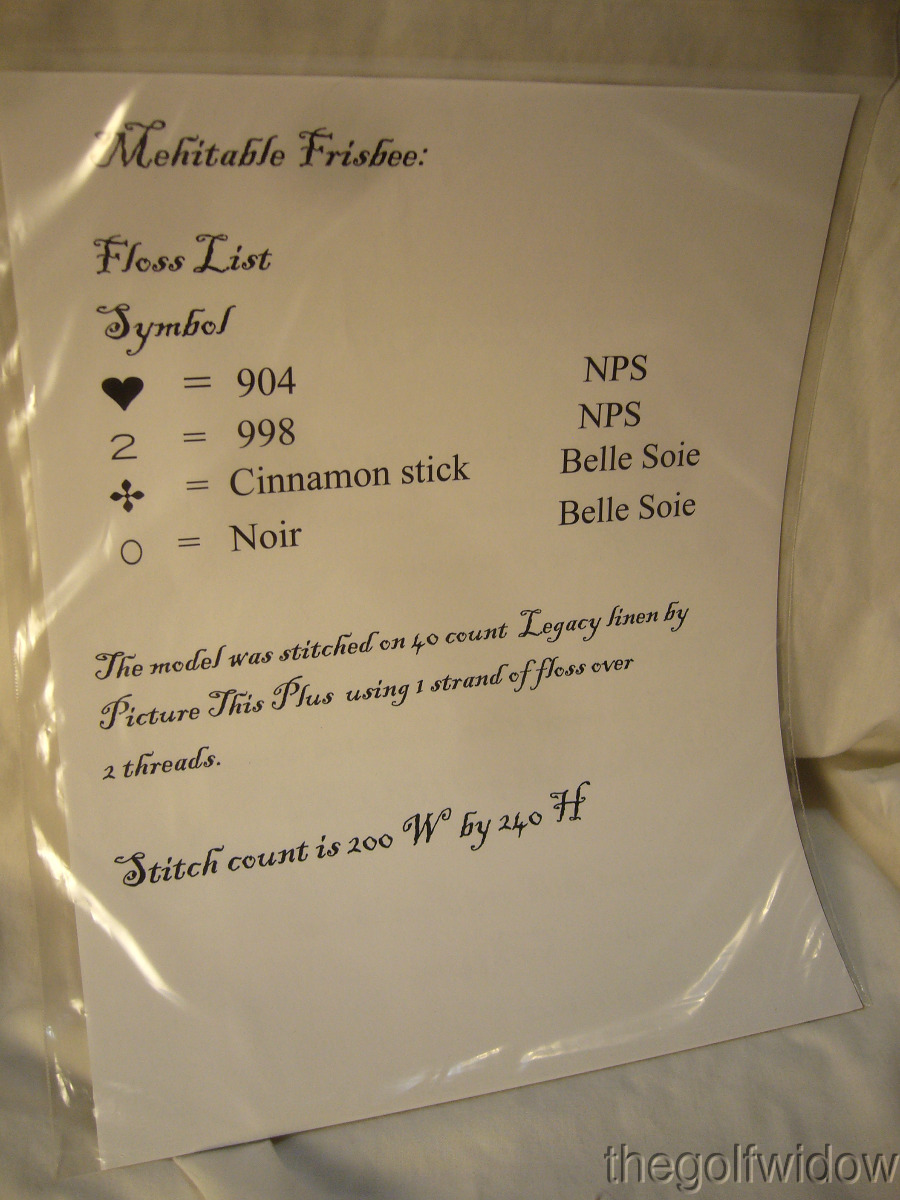 Mehitable Frisbee:
Floss List
Symbol
♥ = 904 NPS
2 = 998 NPS
✣ = Cinnamon stick Belle Soie
O = Noir Belle Soie
The model was stitched on 40 count Legacy linen by
Picture This Plus using 1 strand of floss over
2 threads.
Stitch count is 200 W by 240 H
thegolfwidow